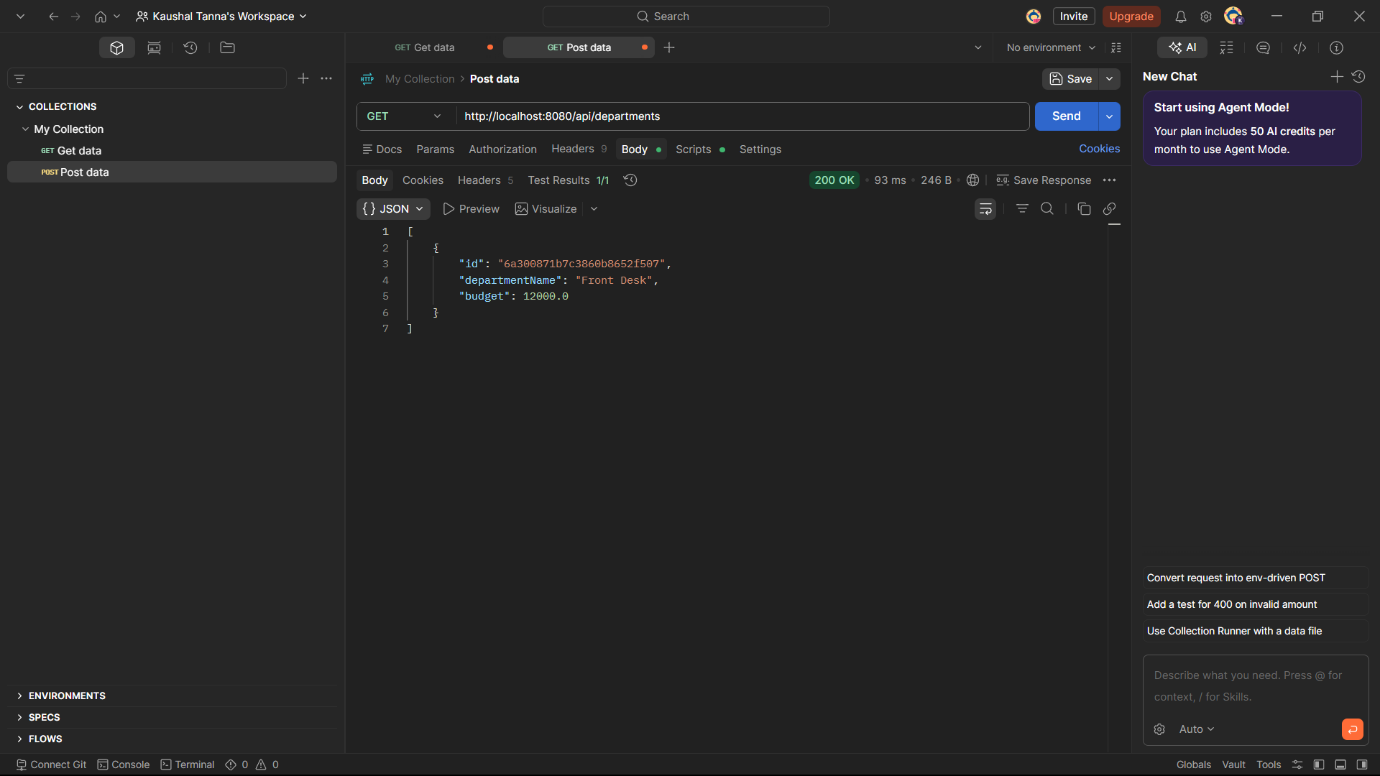 Kaushal Tanna's Workspace
Search
Invite
Upgrade
GET Get data
GET Post data
No environment
AI
COLLECTIONS
My Collection
GET Get data
POST Post data
ENVIRONMENTS
SPECS
FLOWS
HTTP My Collection > Post data
Save
GET http://localhost:8080/api/departments
Send
Docs Params Authorization Headers 9 Body Scripts Settings
Cookies
Body Cookies Headers 5 Test Results 1/1
200 OK • 93 ms • 246 B
e.g. Save Response
{ } JSON
Preview
Visualize
1 [
2 {
3 "id": "6a300871b7c3860b8652f507",
4 "departmentName": "Front Desk",
5 "budget": 12000.0
6 }
7 ]
New Chat
Start using Agent Mode!
Your plan includes 50 AI credits per
month to use Agent Mode.
Convert request into env-driven POST
Add a test for 400 on invalid amount
Use Collection Runner with a data file
Describe what you need. Press @ for
context, / for Skills.
Auto
Connect Git Console Terminal 0 0
Globals Vault Tools